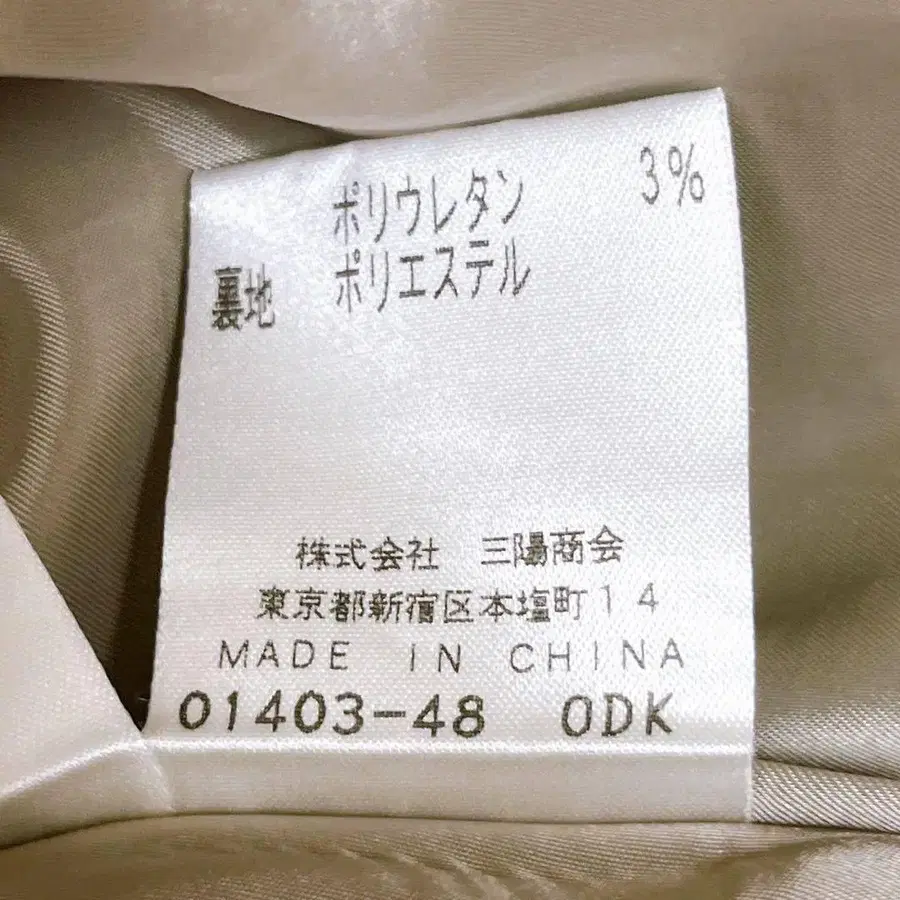 ポリウレタン 3%
裏地 ポリエステル
株式会社 三陽商会
東京都新宿区本塩町14
MADE IN CHINA
01403-48 0DK